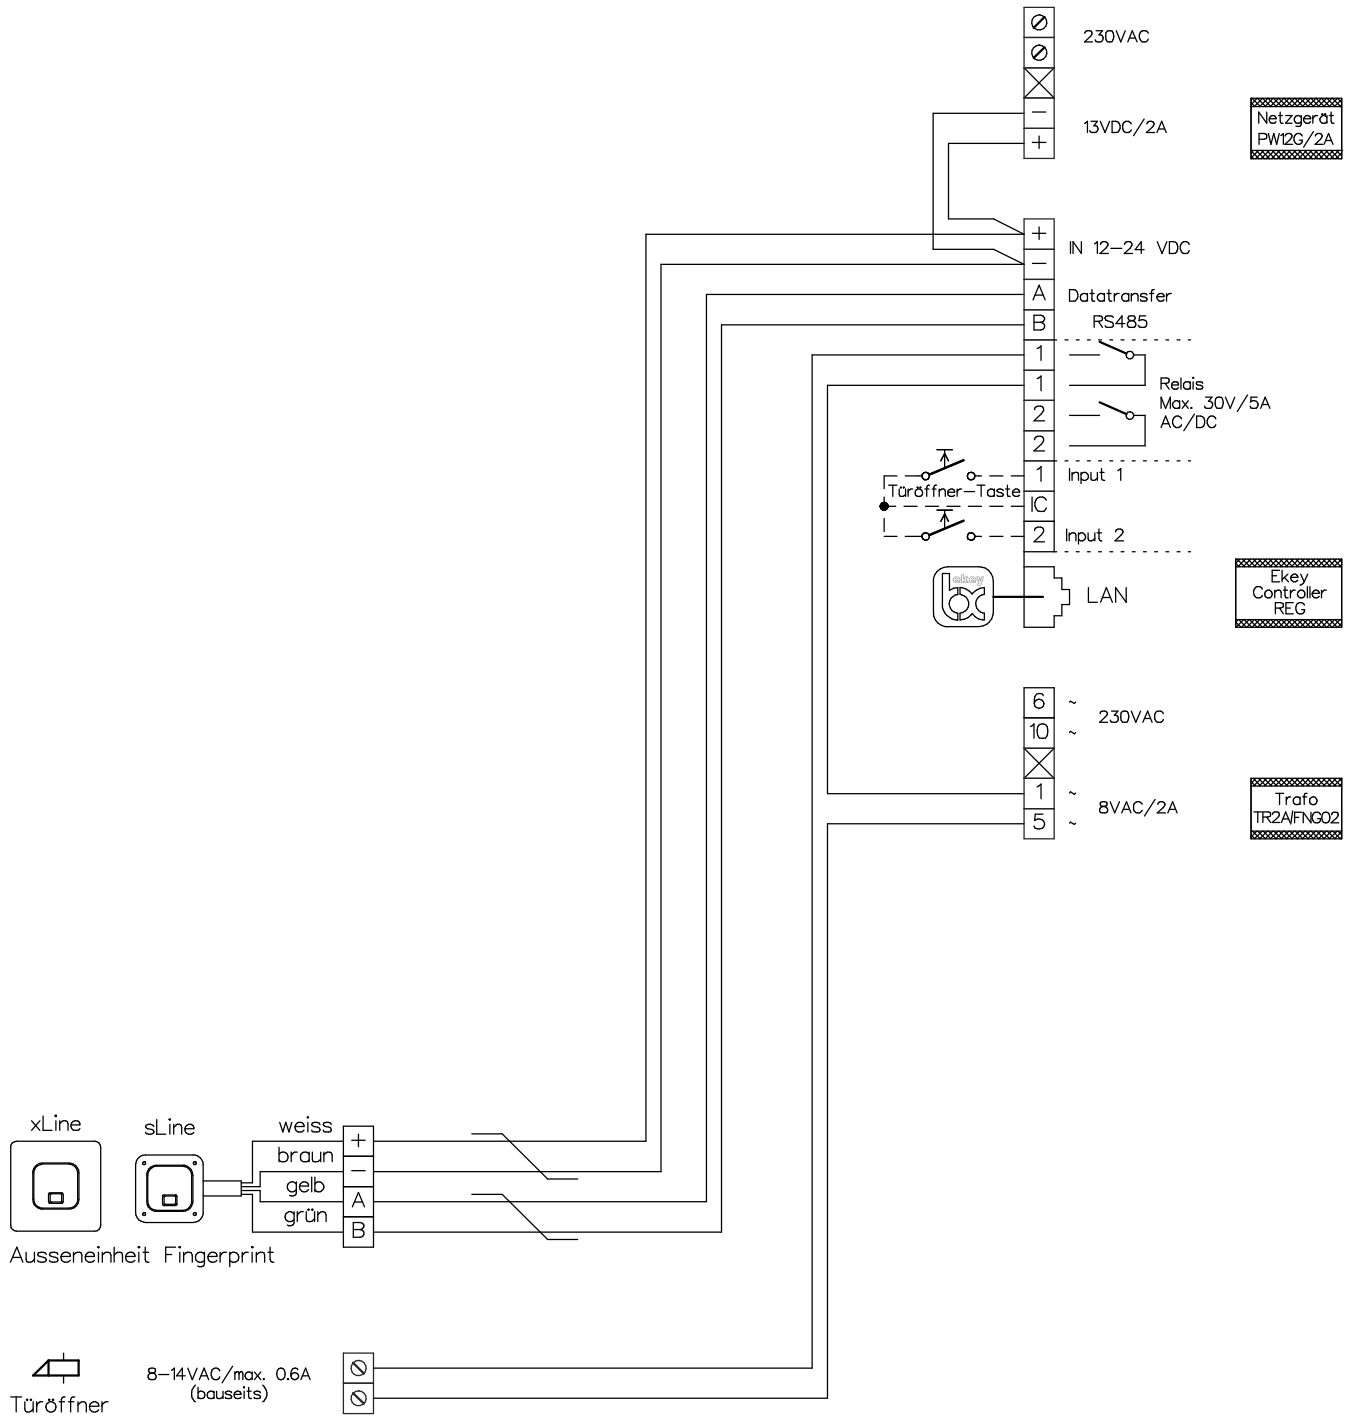 230VAC
−
13VDC/2A
+
Netzgerät
PW12G/2A
+
IN 12–24 VDC
−
A
Datatransfer
B
RS485
1
1
Relais
Max. 30V/5A
AC/DC
2
2
1
Input 1
Türöffner–Taste
IC
2
Input 2
ekey
bx
LAN
Ekey
Controller
REG
6 ~
230VAC
10 ~
1 ~
8VAC/2A
5 ~
Trafo
TR2A/FNG02
xLine
sLine
weiss
+
braun
−
gelb
A
grün
B
Ausseneinheit Fingerprint
8–14VAC/max. 0.6A
(bauseits)
Türöffner